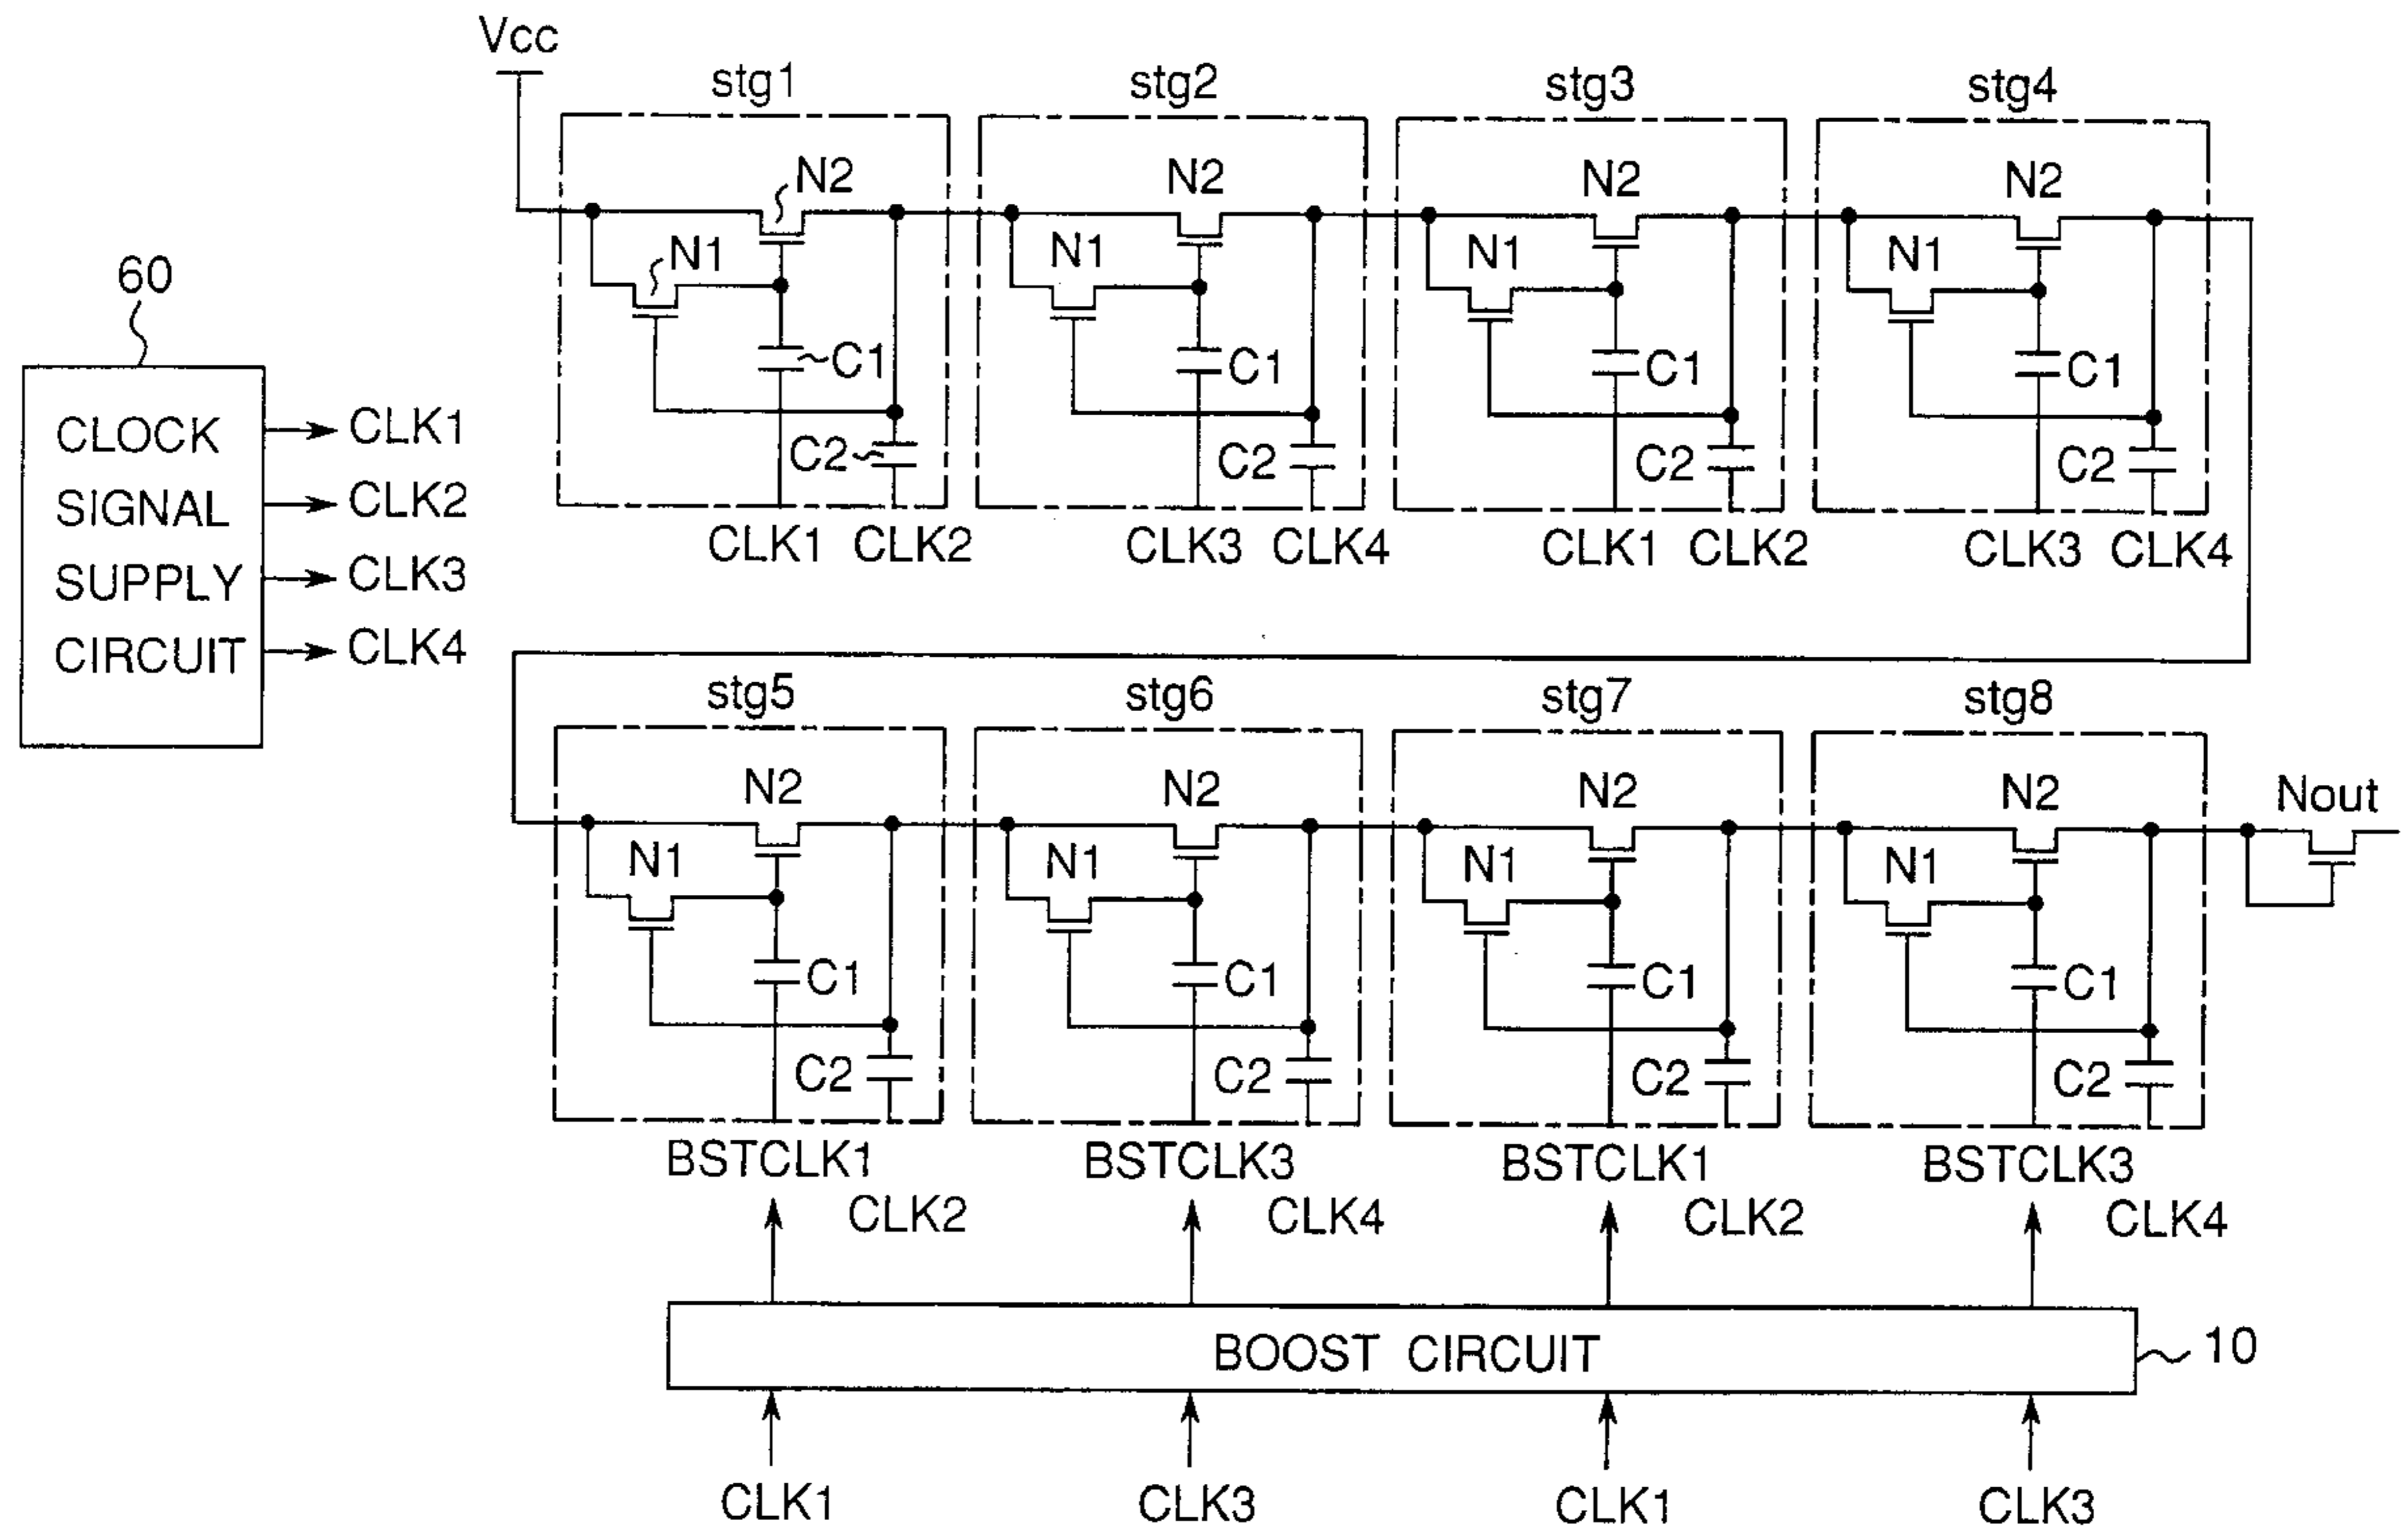 Vcc
stg1 stg2 stg3 stg4
N2 N2 N2 N2
N1 N1 N1 N1
C1 C1 C1 C1
C2 C2 C2 C2
CLK1 CLK2 CLK3 CLK4 CLK1 CLK2 CLK3 CLK4
60
CLOCK
SIGNAL
SUPPLY
CIRCUIT
CLK1
CLK2
CLK3
CLK4
stg5 stg6 stg7 stg8
N2 N2 N2 N2 Nout
N1 N1 N1 N1
C1 C1 C1 C1
C2 C2 C2 C2
BSTCLK1 BSTCLK3 BSTCLK1 BSTCLK3
CLK2 CLK4 CLK2 CLK4
BOOST CIRCUIT 10
CLK1 CLK3 CLK1 CLK3